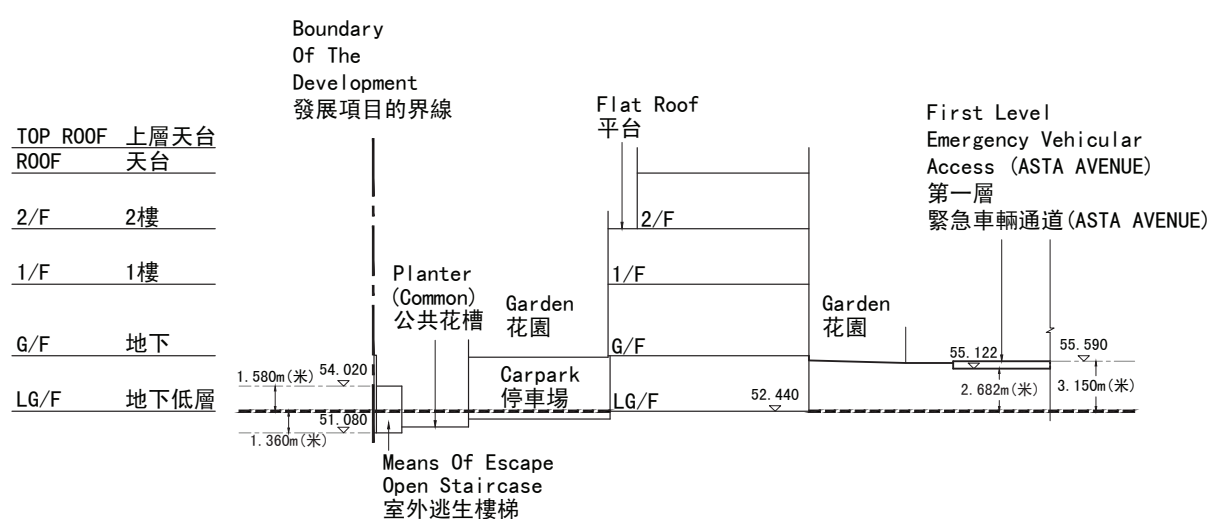 Boundary
Of The
Development
發展項目的界線
Flat Roof
平台
First Level
Emergency Vehicular
Access (ASTA AVENUE)
第一層
緊急車輛通道(ASTA AVENUE)
TOP ROOF 上層天台
ROOF 天台
2/F 2樓
2/F
1/F 1樓
1/F
Planter
(Common)
公共花槽
Garden
花園
Garden
花園
G/F 地下
G/F
55.122
55.590
1.580m(米)
54.020
Carpark
停車場
52.440
2.682m(米)
3.150m(米)
LG/F 地下低層
LG/F
51.080
1.360m(米)
Means Of Escape
Open Staircase
室外逃生樓梯